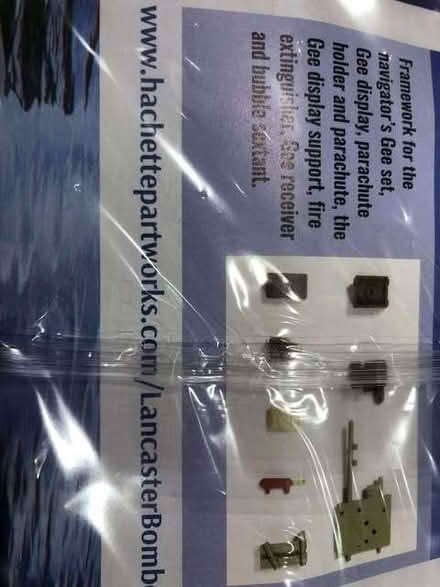 Framework for the
navigator's Gee set,
Gee display, parachute
holder and parachute, the
Gee display support, fire
extinguisher, Gee receiver
and bubble sextant.
www.hachettepartworks.com/LancasterBombe